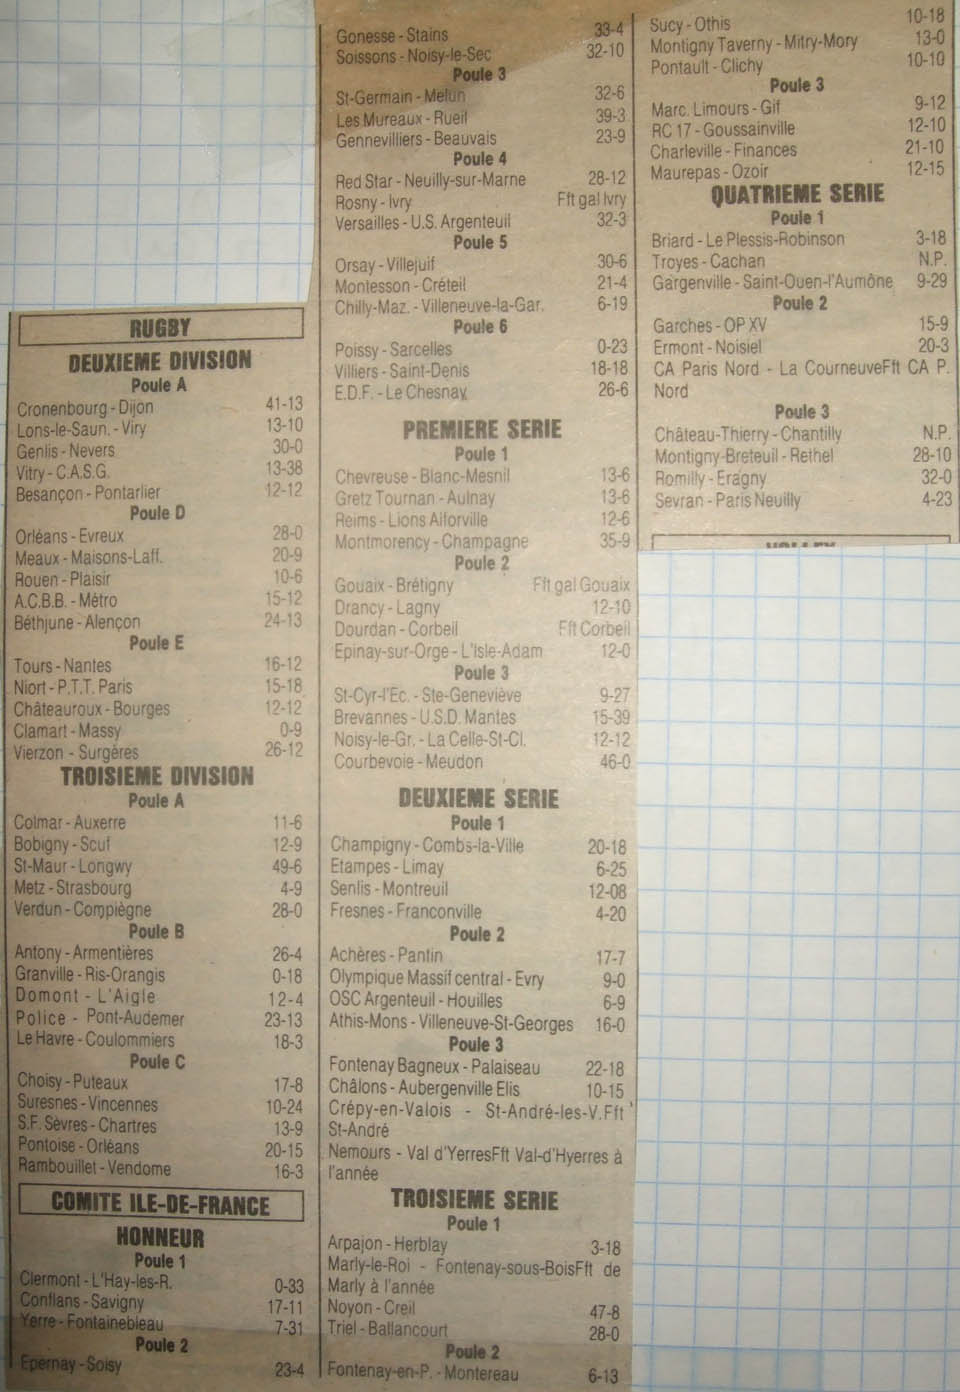 RUGBY
DEUXIEME DIVISION
Poule A
Cronenbourg - Dijon 41-13
Lons-le-Saun. - Viry 13-10
Genlis - Nevers 30-0
Vitry - C.A.S.G. 13-38
Besançon - Pontarlier 12-12
Poule D
Orléans - Evreux 28-0
Meaux - Maisons-Laff. 20-9
Rouen - Plaisir 10-6
A.C.B.B. - Métro 15-12
Béthjune - Alençon 24-13
Poule E
Tours - Nantes 16-12
Niort - P.T.T. Paris 15-18
Châteauroux - Bourges 12-12
Clamart - Massy 0-9
Vierzon - Surgères 26-12
TROISIEME DIVISION
Poule A
Colmar - Auxerre 11-6
Bobigny - Scuf 12-9
St-Maur - Longwy 49-6
Metz - Strasbourg 4-9
Verdun - Compiègne 28-0
Poule B
Antony - Armentières 26-4
Granville - Ris-Orangis 0-18
Domont - L'Aigle 12-4
Police - Pont-Audemer 23-13
Le Havre - Coulommiers 18-3
Poule C
Choisy - Puteaux 17-8
Suresnes - Vincennes 10-24
S.F. Sèvres - Chartres 13-9
Pontoise - Orléans 20-15
Rambouillet - Vendome 16-3
COMITE ILE-DE-FRANCE
HONNEUR
Poule 1
Clermont - L'Hay-les-R. 0-33
Conflans - Savigny 17-11
Yerre - Fontainebleau 7-31
Poule 2
Epernay - Soisy 23-4
Gonesse - Stains 33-4
Soissons - Noisy-le-Sec 32-10
Poule 3
St-Germain - Melun 32-6
Les Mureaux - Rueil 39-3
Gennevilliers - Beauvais 23-9
Poule 4
Red Star - Neuilly-sur-Marne 28-12
Rosny - Ivry Fft gal Ivry
Versailles - U.S. Argenteuil 32-3
Poule 5
Orsay - Villejuif 30-6
Montesson - Créteil 21-4
Chilly-Maz. - Villeneuve-la-Gar. 6-19
Poule 6
Poissy - Sarcelles 0-23
Villiers - Saint-Denis 18-18
E.D.F. - Le Chesnay 26-6
PREMIERE SERIE
Poule 1
Chevreuse - Blanc-Mesnil 13-6
Gretz Tournan - Aulnay 13-6
Reims - Lions Alforville 12-6
Montmorency - Champagne 35-9
Poule 2
Gouaix - Brétigny Fft gal Gouaix
Drancy - Lagny 12-10
Dourdan - Corbeil Fft Corbeil
Epinay-sur-Orge - L'Isle-Adam 12-0
Poule 3
St-Cyr-l'Ec. - Ste-Geneviève 9-27
Brevannes - U.S.D. Mantes 15-39
Noisy-le-Gr. - La Celle-St-Cl. 12-12
Courbevoie - Meudon 46-0
DEUXIEME SERIE
Poule 1
Champigny - Combs-la-Ville 20-18
Etampes - Limay 6-25
Senlis - Montreuil 12-08
Fresnes - Franconville 4-20
Poule 2
Achères - Pantin 17-7
Olympique Massif central - Evry 9-0
OSC Argenteuil - Houilles 6-9
Athis-Mons - Villeneuve-St-Georges 16-0
Poule 3
Fontenay Bagneux - Palaiseau 22-18
Châlons - Aubergenville Elis 10-15
Crépy-en-Valois - St-André-les-V.Fft
St-André
Nemours - Val d'YerresFft Val-d'Hyerres à
l'année
TROISIEME SERIE
Poule 1
Arpajon - Herblay 3-18
Marly-le-Roi - Fontenay-sous-BoisFft de
Marly à l'année
Noyon - Creil 47-8
Triel - Ballancourt 28-0
Poule 2
Fontenay-en-P. - Montereau 6-13
Sucy - Othis 10-18
Montigny Taverny - Mitry-Mory 13-0
Pontault - Clichy 10-10
Poule 3
Marc. Limours - Gif 9-12
RC 17 - Goussainville 12-10
Charleville - Finances 21-10
Maurepas - Ozoir 12-15
QUATRIEME SERIE
Poule 1
Briard - Le Plessis-Robinson 3-18
Troyes - Cachan N.P.
Gargenville - Saint-Ouen-l'Aumône 9-29
Poule 2
Garches - OP XV 15-9
Ermont - Noisiel 20-3
CA Paris Nord - La CourneuveFft CA P.
Nord
Poule 3
Château-Thierry - Chantilly N.P.
Montigny-Breteuil - Rethel 28-10
Romilly - Eragny 32-0
Sevran - Paris Neuilly 4-23